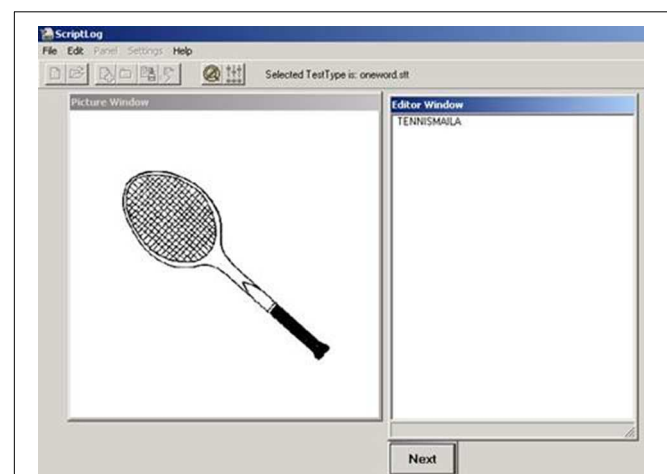 ScriptLog
File Edit Panel Settings Help
Selected TestType is: oneword.stt
Picture Window
Editor Window
TENNISMAILA
Next